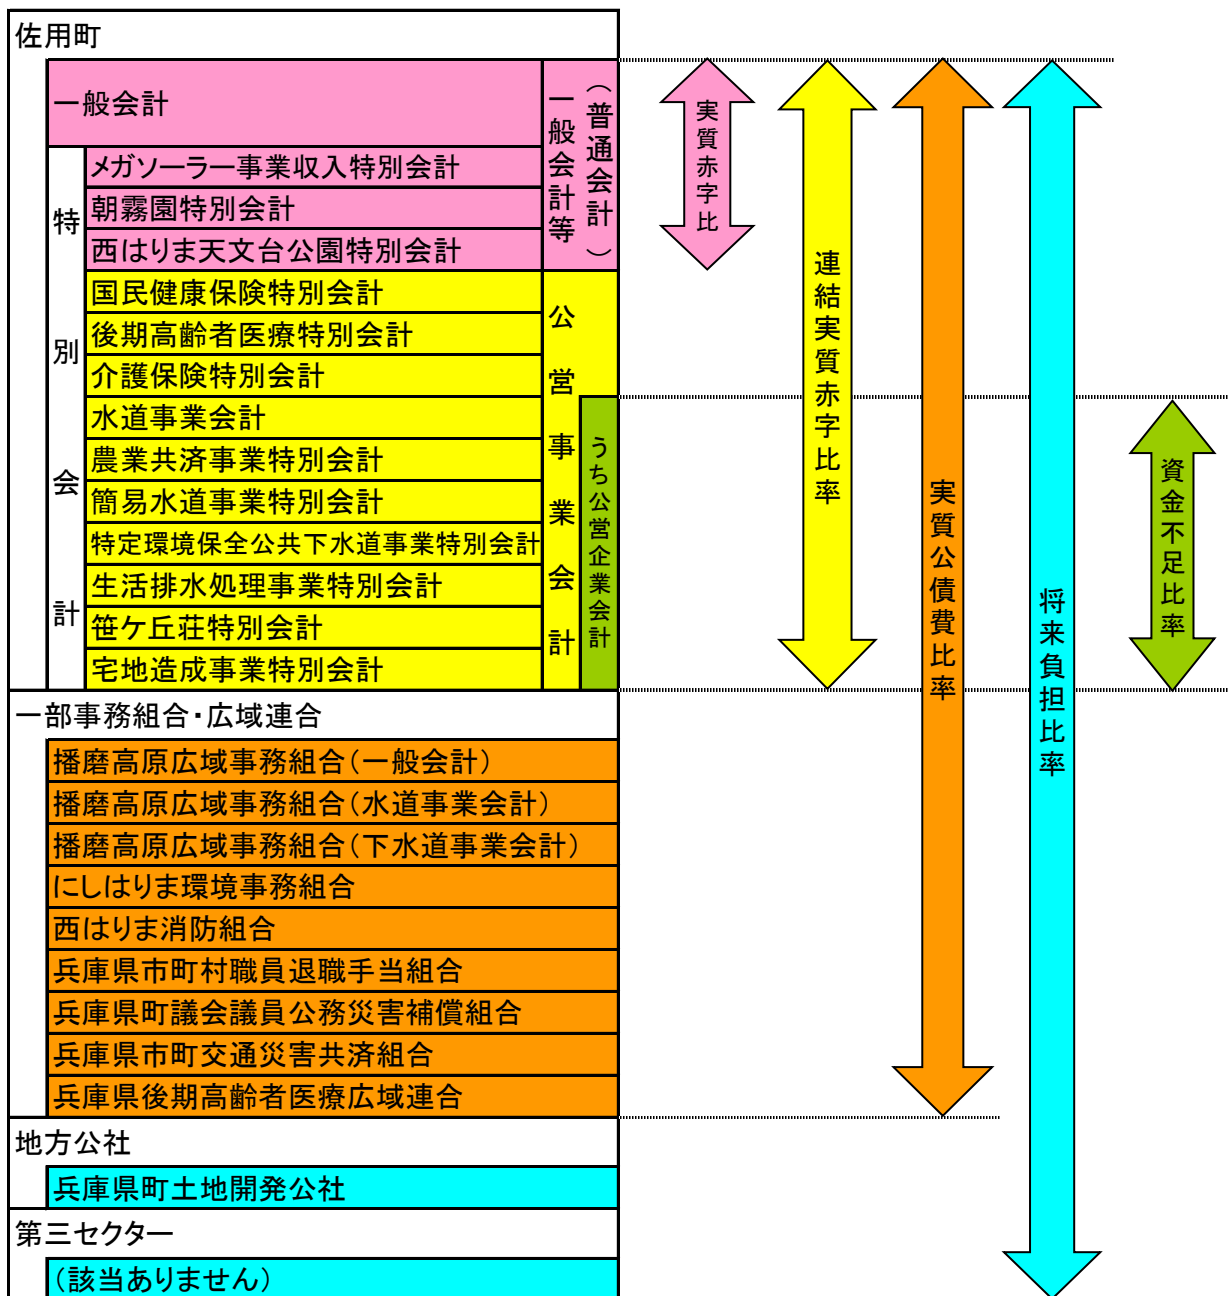 佐用町
一般会計
特別会計
メガソーラー事業収入特別会計
朝霧園特別会計
西はりま天文台公園特別会計
国民健康保険特別会計
後期高齢者医療特別会計
介護保険特別会計
水道事業会計
農業共済事業特別会計
簡易水道事業特別会計
特定環境保全公共下水道事業特別会計
生活排水処理事業特別会計
笹ケ丘荘特別会計
宅地造成事業特別会計
一般会計等
（普通会計）
公営事業会計
うち公営企業会計
実質赤字比
連結実質赤字比率
実質公債費比率
将来負担比率
資金不足比率
一部事務組合・広域連合
播磨高原広域事務組合（一般会計）
播磨高原広域事務組合（水道事業会計）
播磨高原広域事務組合（下水道事業会計）
にしはりま環境事務組合
西はりま消防組合
兵庫県市町村職員退職手当組合
兵庫県町議会議員公務災害補償組合
兵庫県市町交通災害共済組合
兵庫県後期高齢者医療広域連合
地方公社
兵庫県町土地開発公社
第三セクター
（該当ありません）